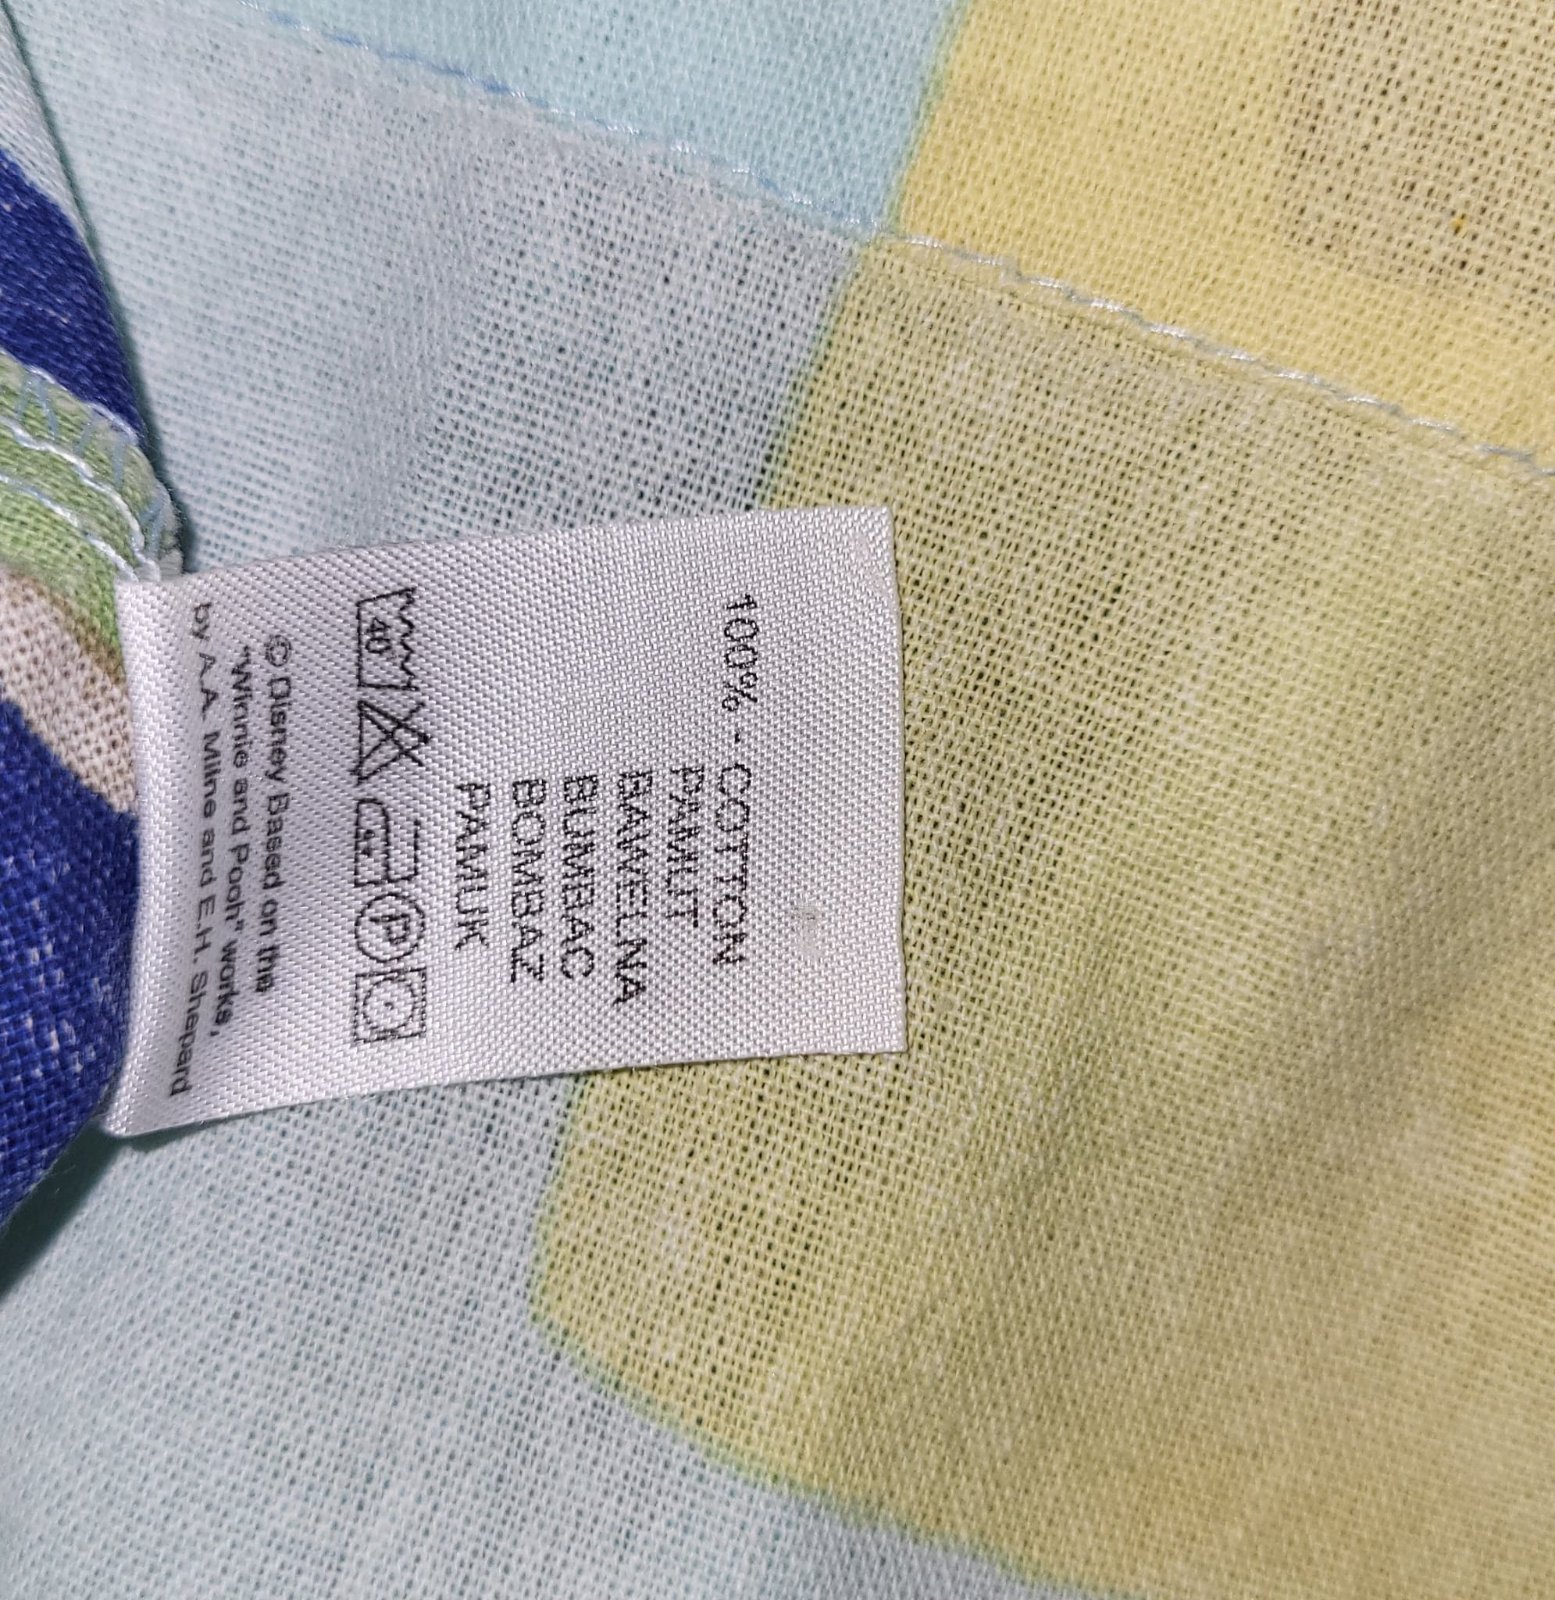 100% - COTTON
PAMUT
BAWEŁNA
BUMBAC
BOMBAZ
PAMUK
40°
P
© Disney Based on the
"Winnie and Pooh" works,
by A.A. Milne and E.H. Shepard